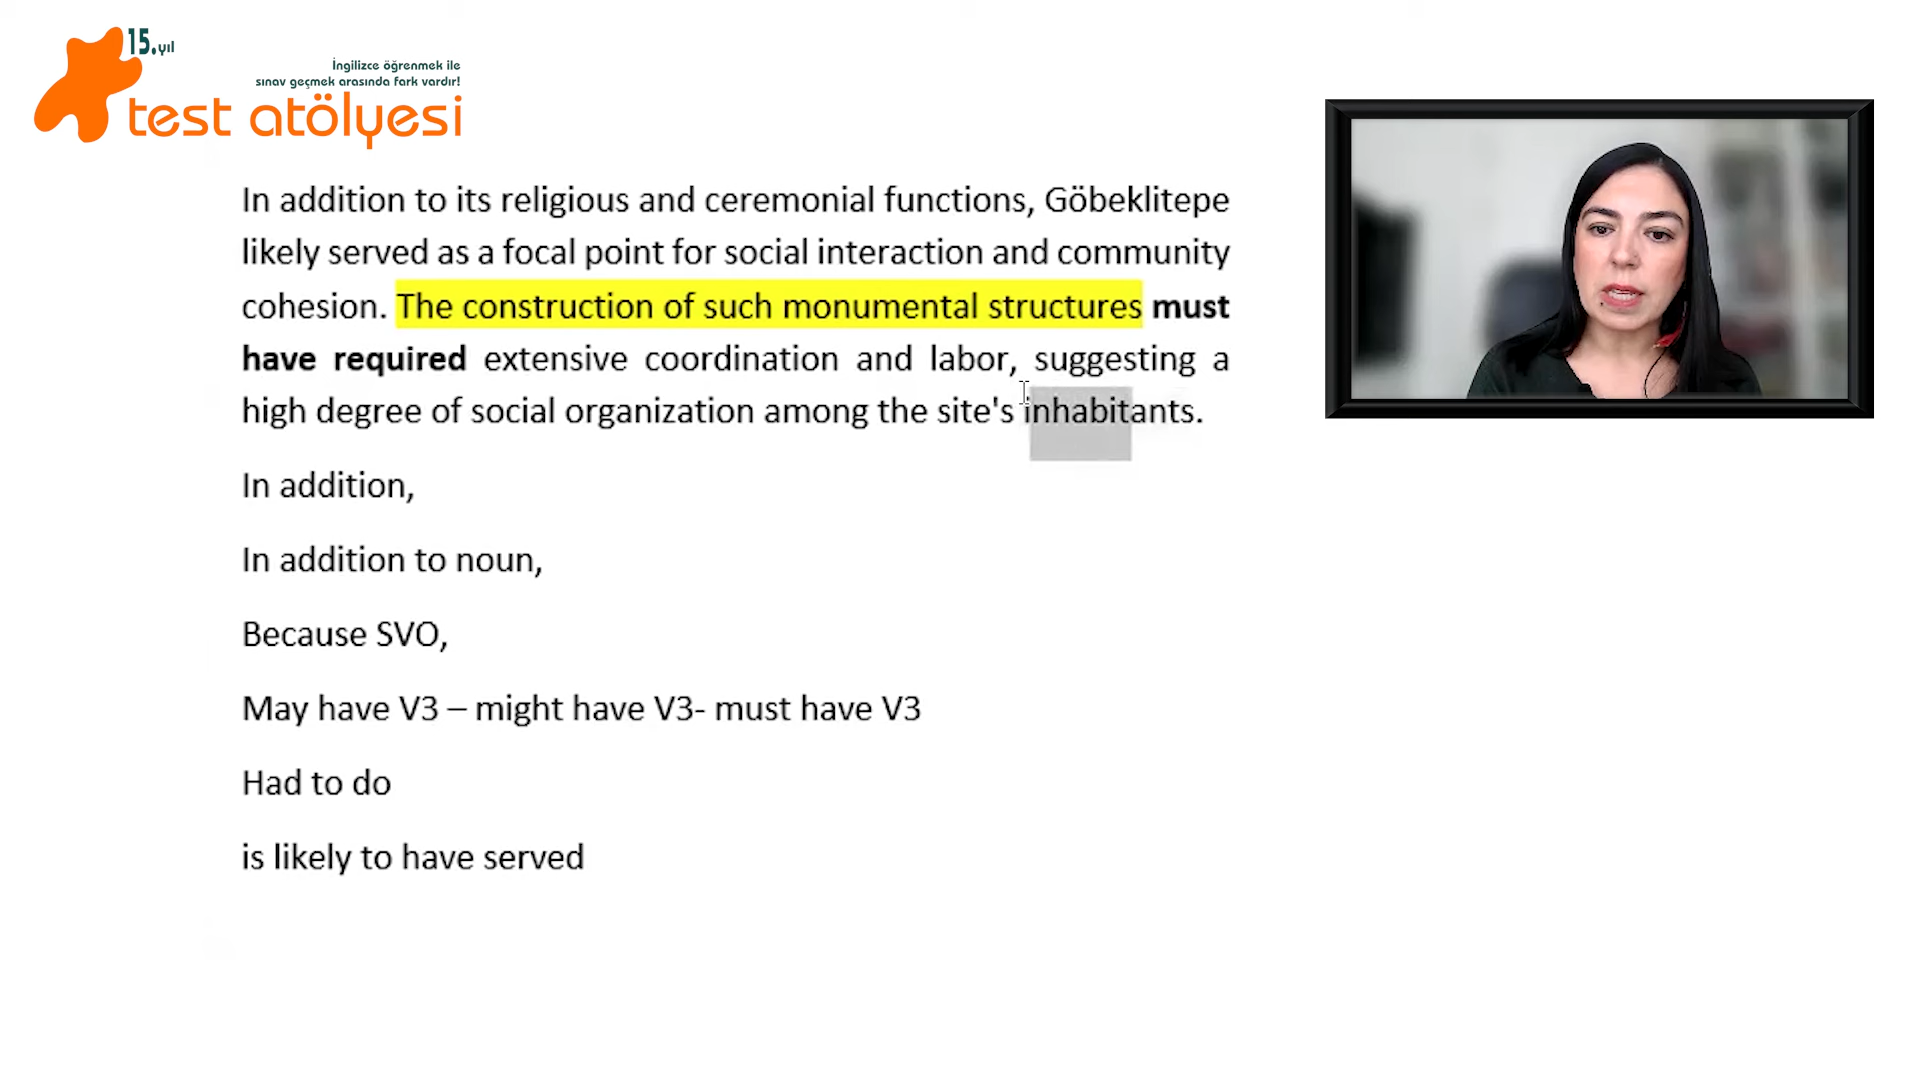 15.yıl
İngilizce öğrenmek ile
sınav geçmek arasında fark vardır!
test atölyesi
In addition to its religious and ceremonial functions, Göbeklitepe
likely served as a focal point for social interaction and community
cohesion. The construction of such monumental structures must
have required extensive coordination and labor, suggesting a
high degree of social organization among the site's inhabitants.
In addition,
In addition to noun,
Because SVO,
May have V3 – might have V3- must have V3
Had to do
is likely to have served